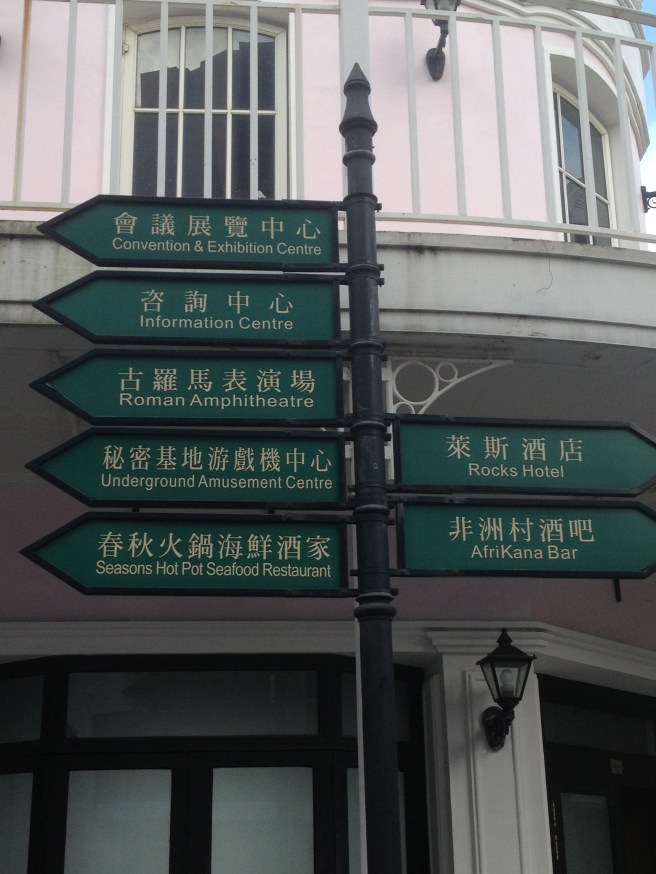 會議展覽中心
Convention & Exhibition Centre
咨詢中心
Information Centre
古羅馬表演場
Roman Amphitheatre
秘密基地游戲機中心
Underground Amusement Centre
春秋火鍋海鮮酒家
Seasons Hot Pot Seafood Restaurant
萊斯酒店
Rocks Hotel
非洲村酒吧
AfriKana Bar